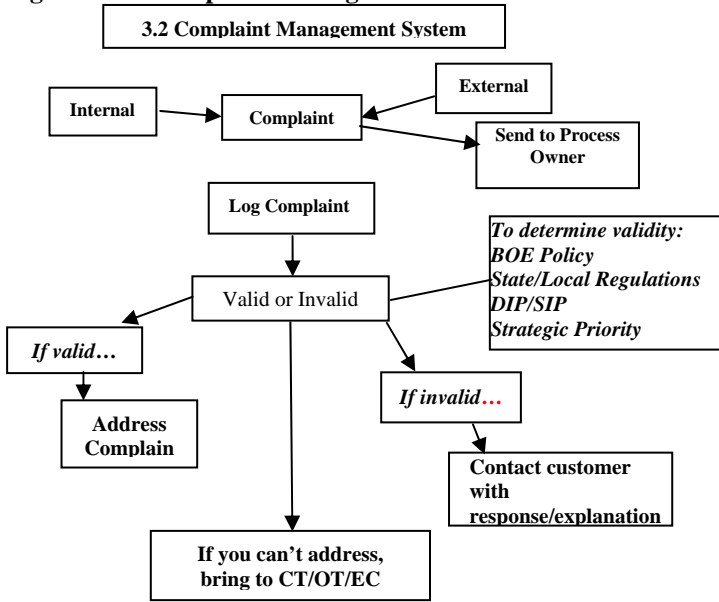 3.2 Complaint Management System
External
Internal
Complaint
Send to Process
Owner
Log Complaint
To determine validity:
BOE Policy
State/Local Regulations
DIP/SIP
Strategic Priority
Valid or Invalid
If valid…
If invalid…
Address
Complain
Contact customer
with
response/explanation
If you can’t address,
bring to CT/OT/EC